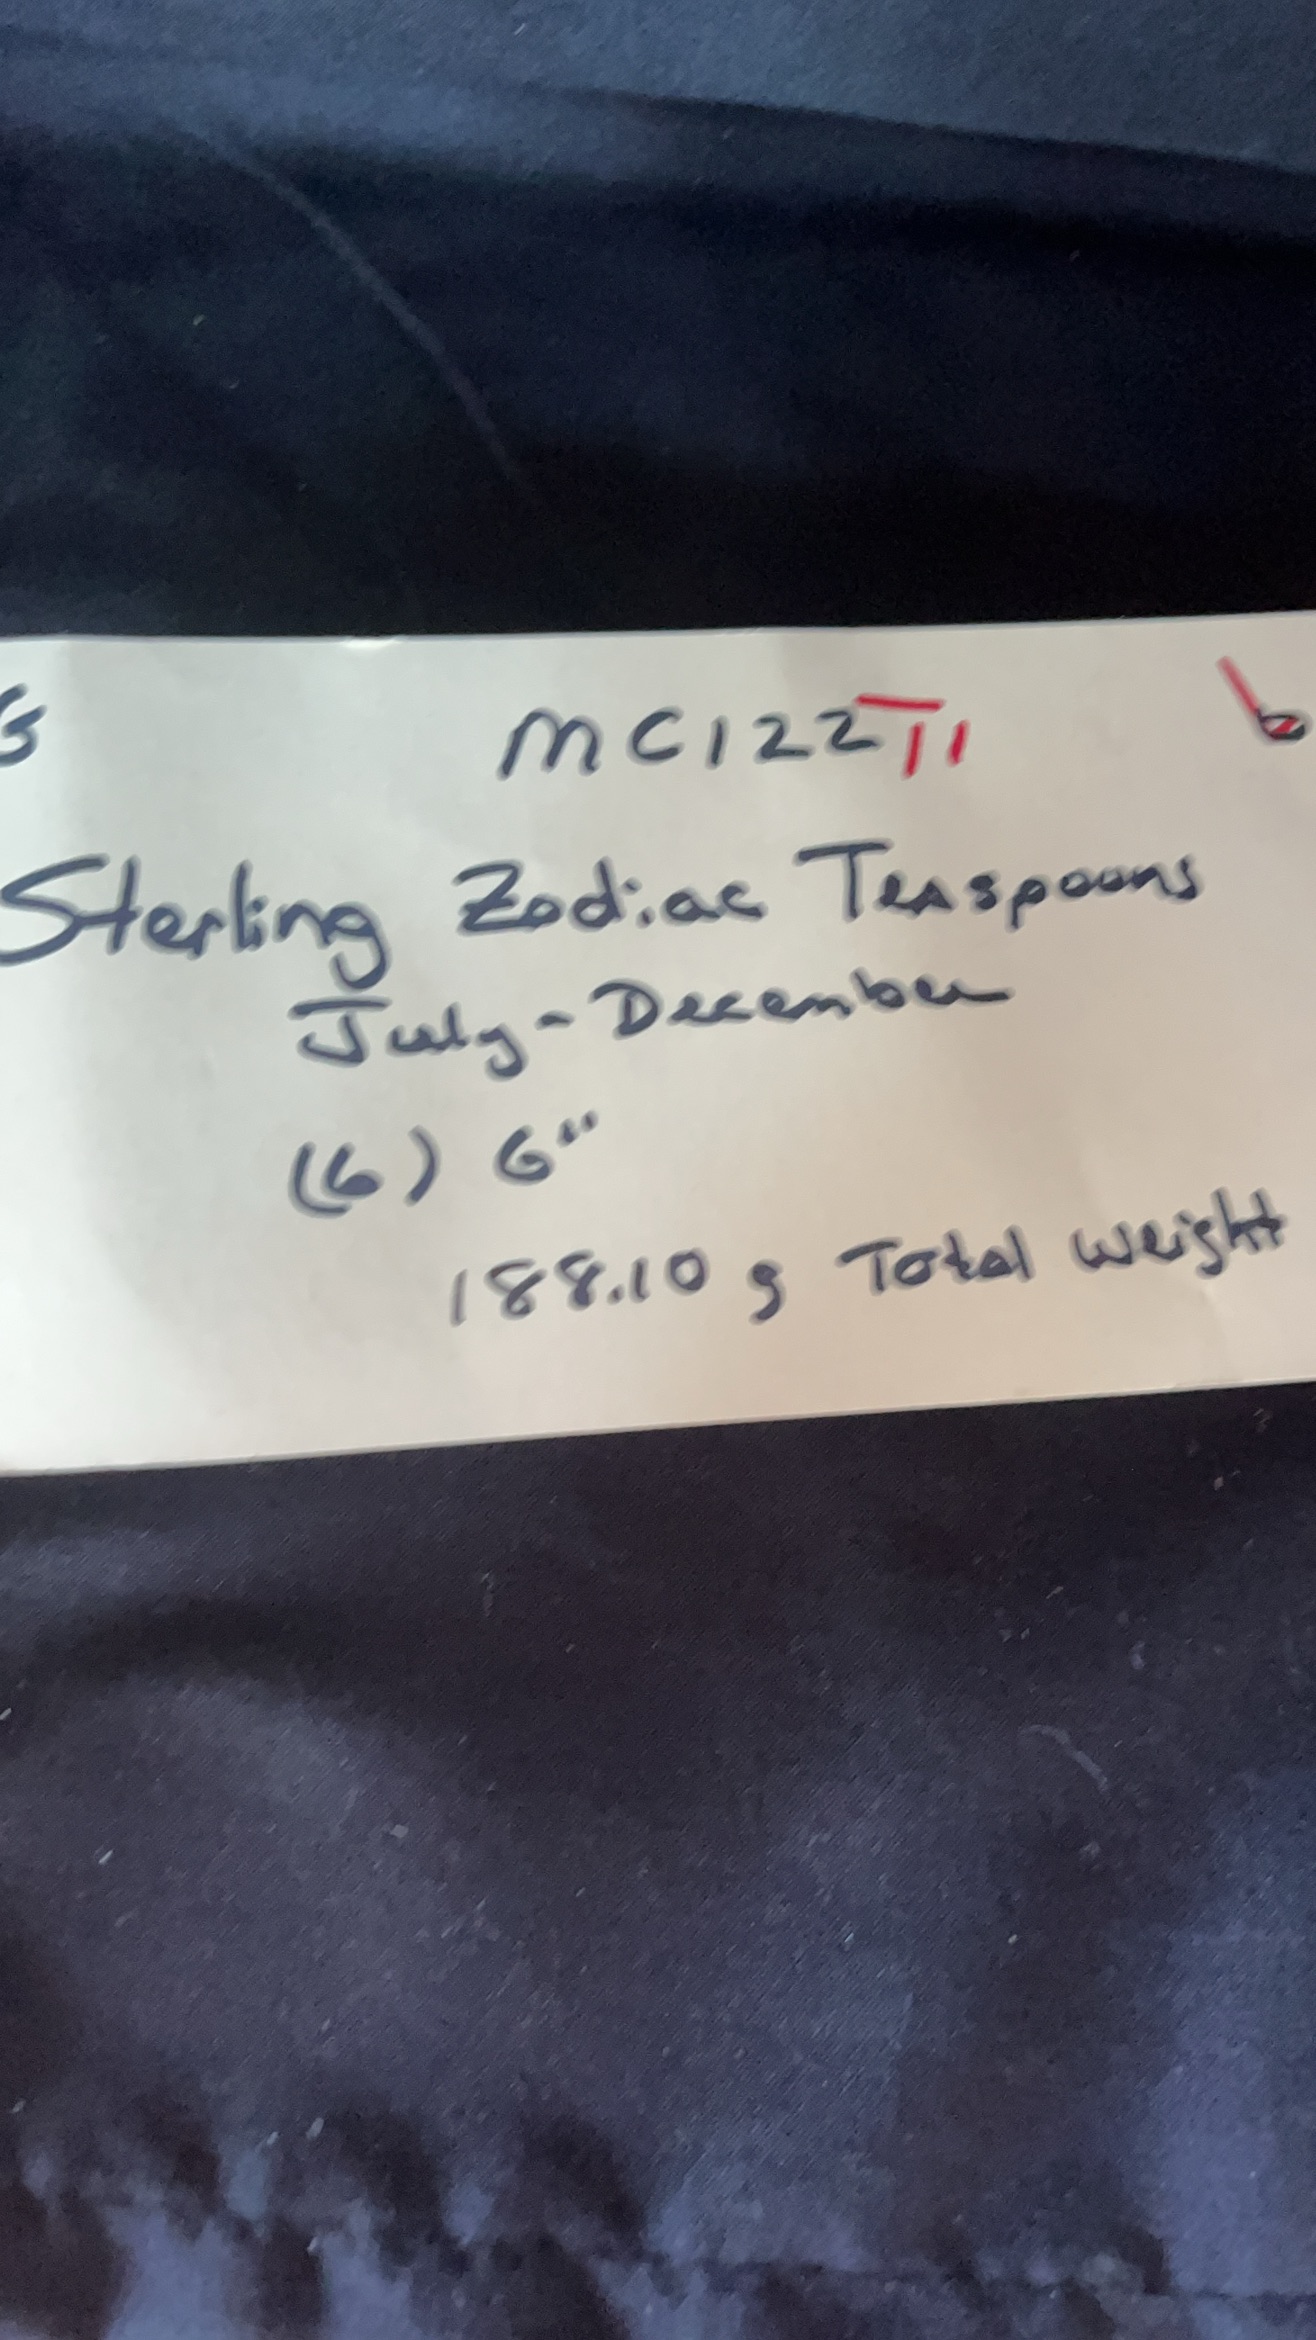 MC122T1
Sterling Zodiac Teaspoons
July - December
(6) 6"
188.10 g Total Weight